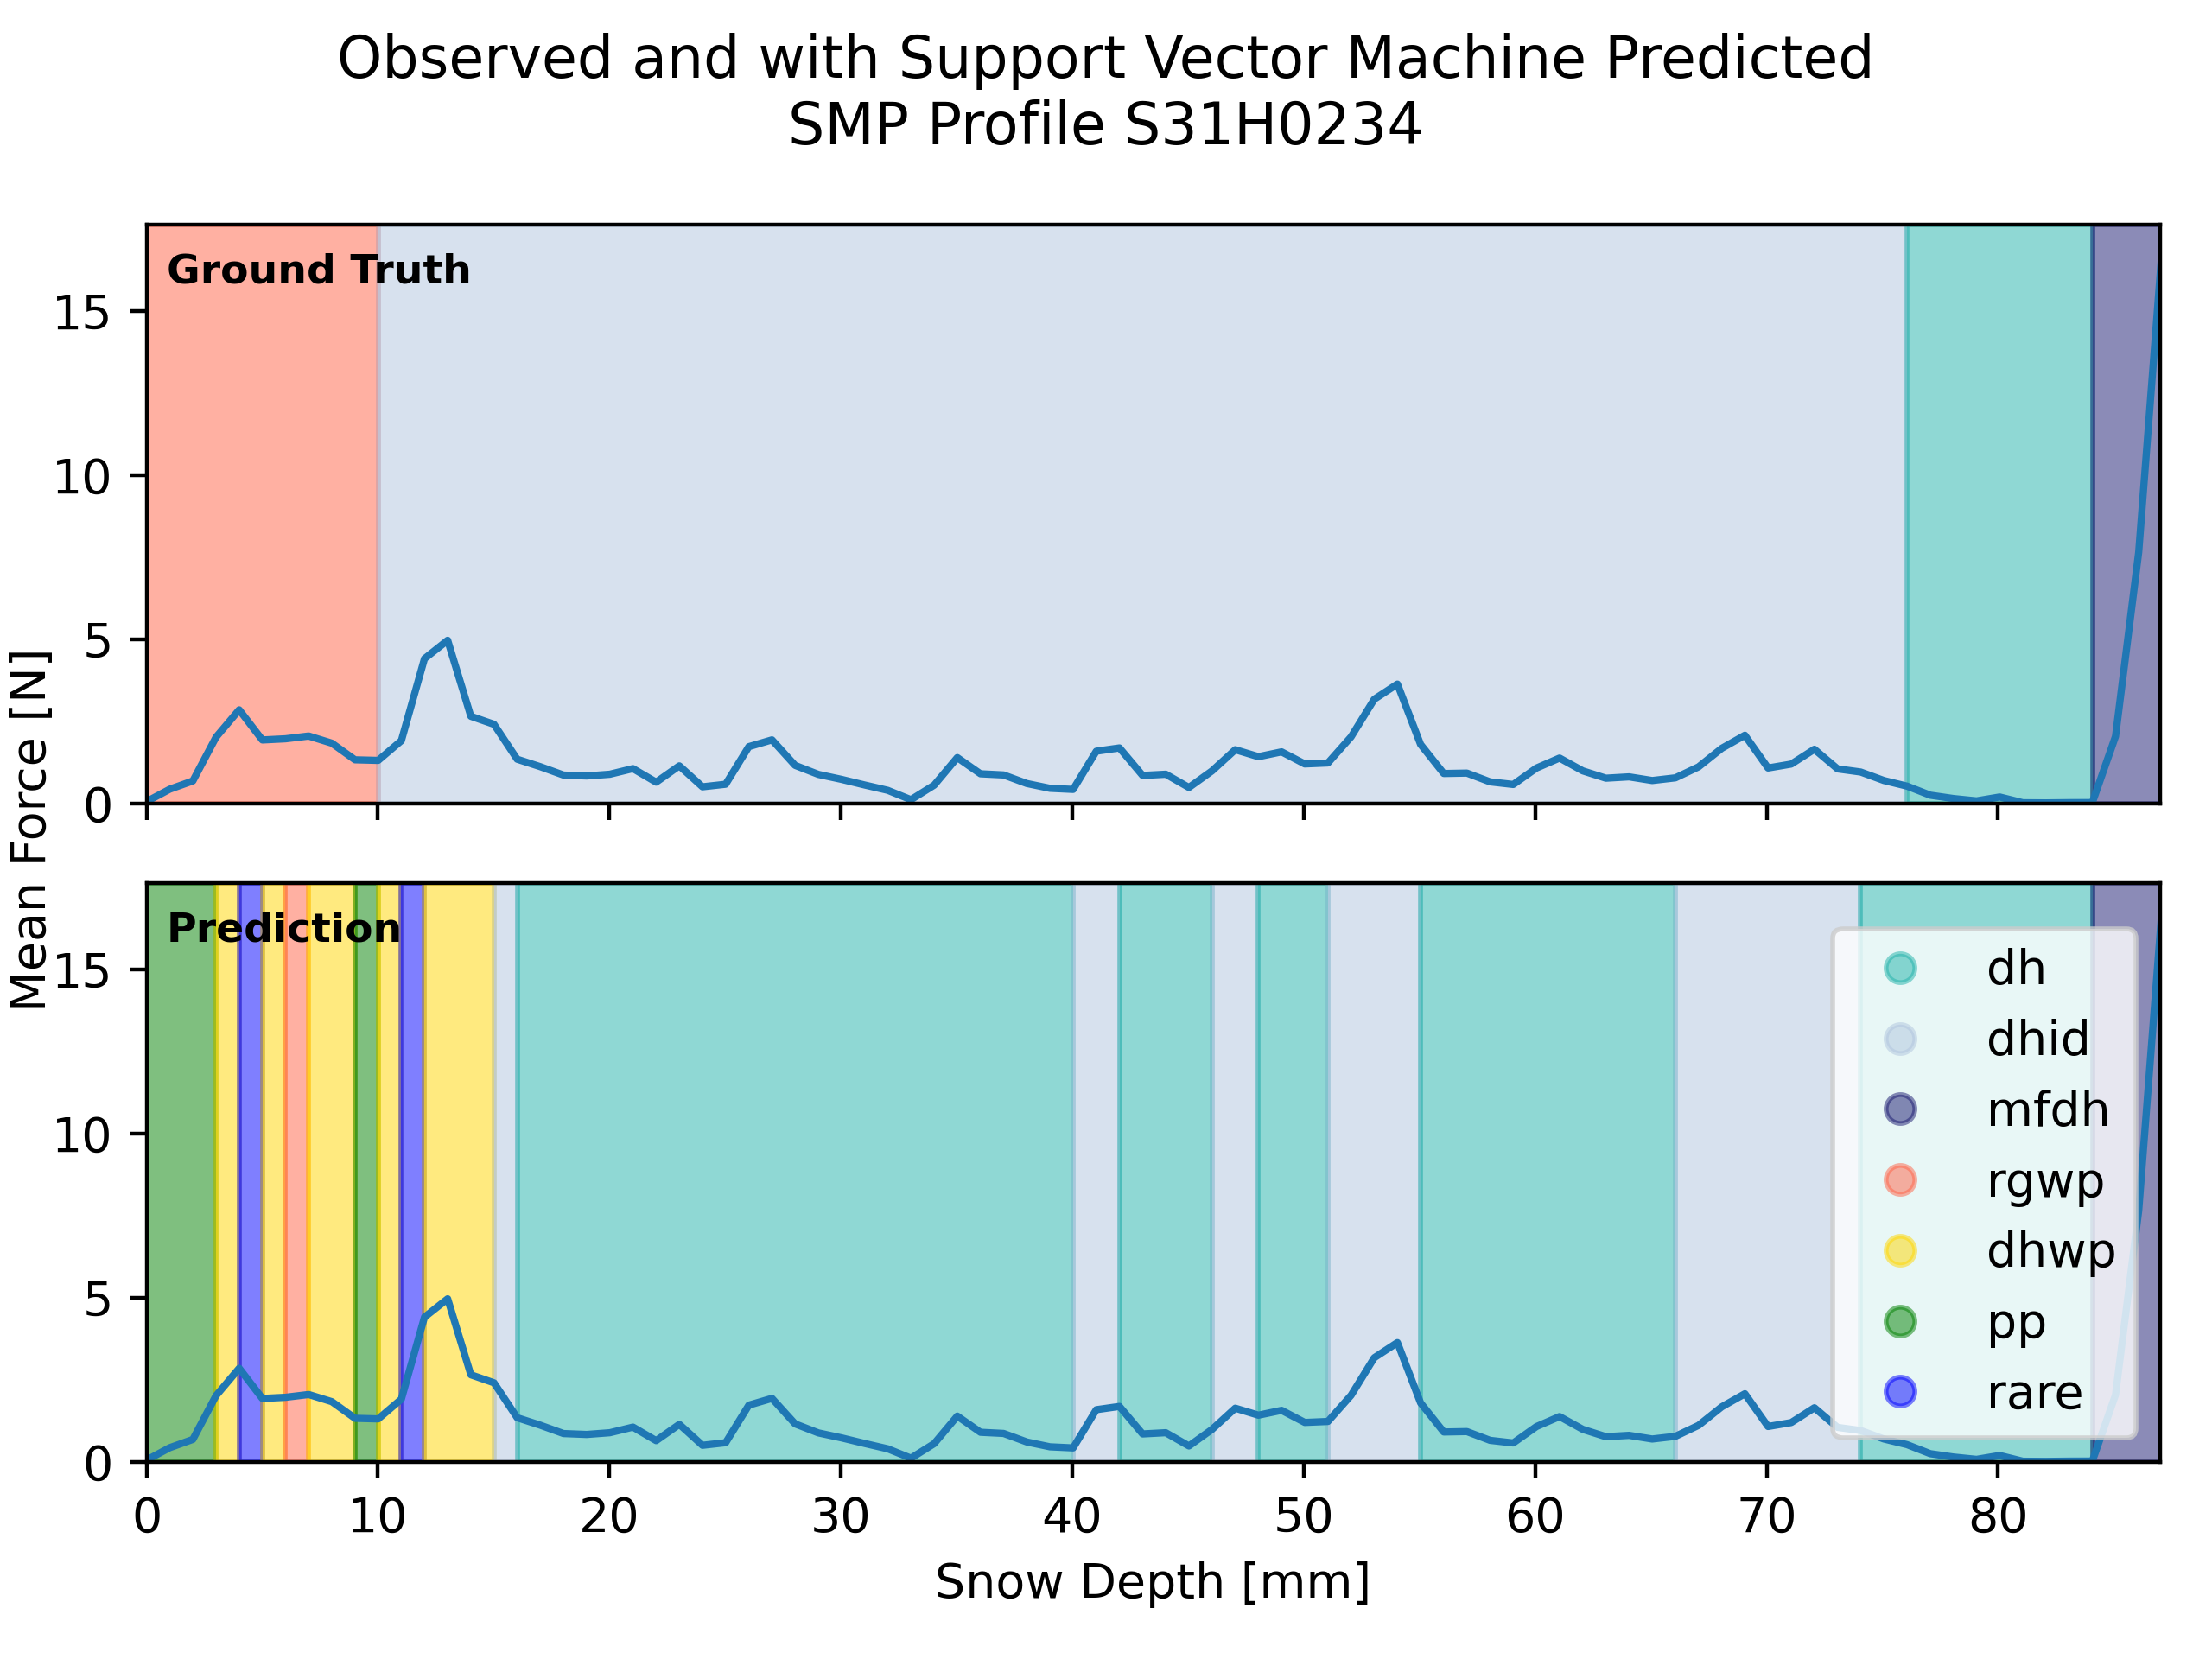 Observed and with Support Vector Machine Predicted
SMP Profile S31H0234
Ground Truth
15
10
5
0
Mean Force [N]
Prediction
15
10
5
0
dh
dhid
mfdh
rgwp
dhwp
pp
rare
0 10 20 30 40 50 60 70 80
Snow Depth [mm]